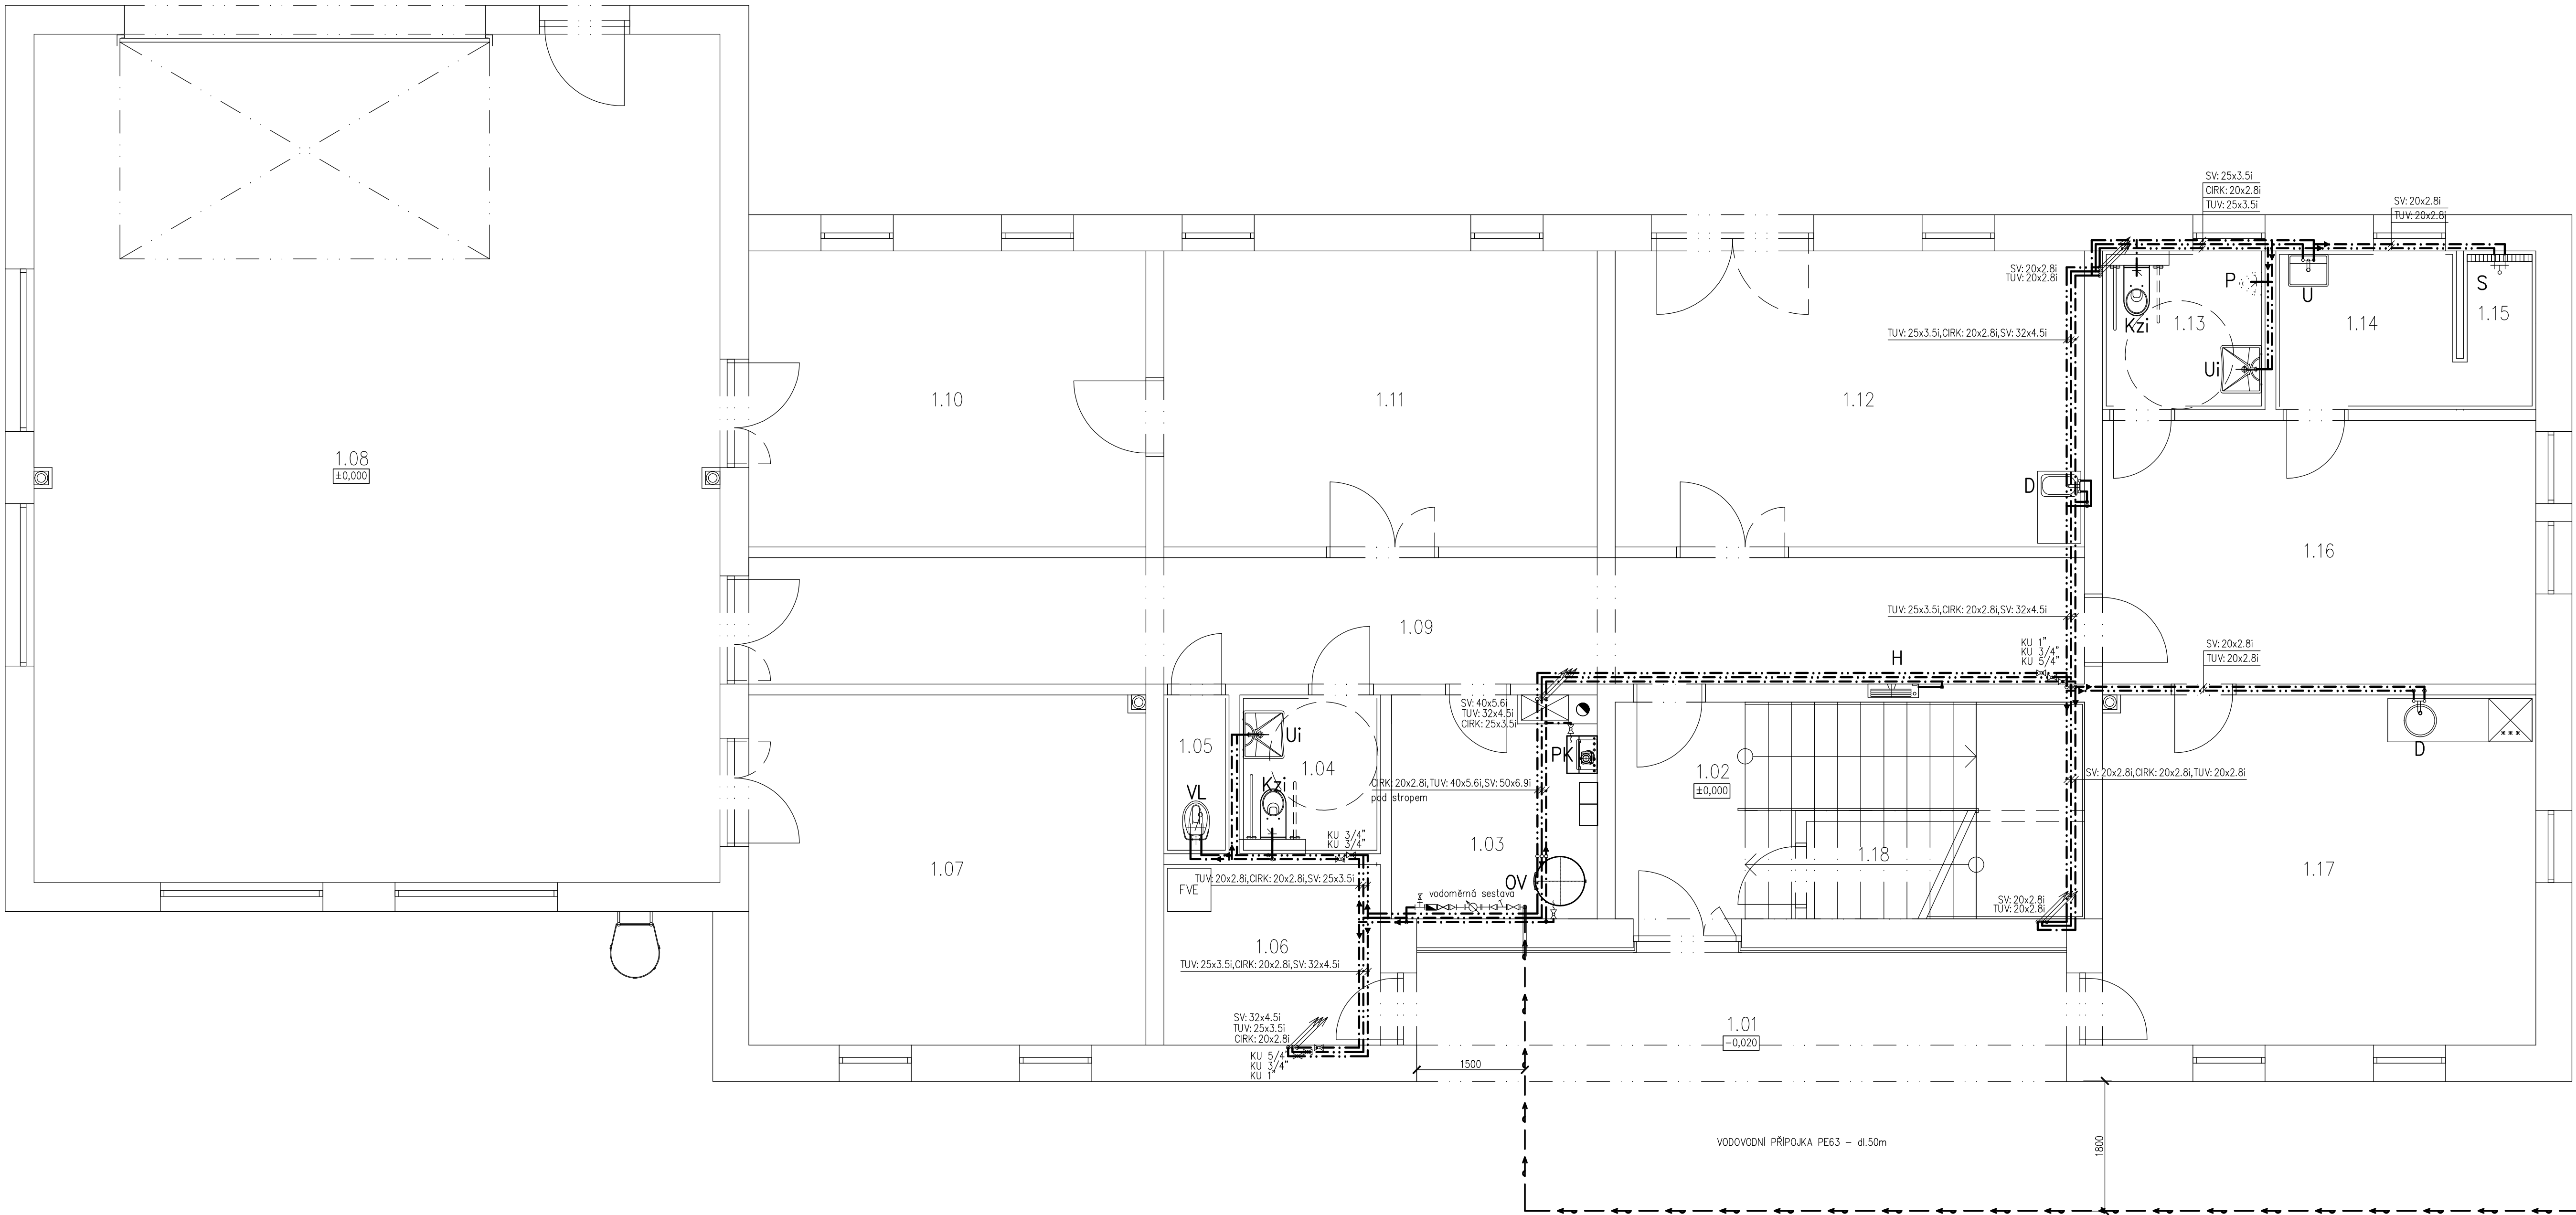 SV: 25x3.5i
CIRK: 20x2.8i
TUV: 25x3.5i
SV: 20x2.8i
TUV: 20x2.8i
SV: 20x2.8i
TUV: 20x2.8i
P
U
S
Kzi
1.13
1.14
1.15
TUV: 25x3.5i,CIRK: 20x2.8i,SV: 32x4.5i
Ui
1.10
1.11
1.12
1.08
±0,000
D
1.16
TUV: 25x3.5i,CIRK: 20x2.8i,SV: 32x4.5i
1.09
KU 1"
KU 3/4"
KU 5/4"
H
SV: 20x2.8i
TUV: 20x2.8i
SV: 40x5.6i
TUV: 32x4.5i
CIRK: 25x3.5i
1.05
Ui
1.04
PK
D
1.02
±0,000
Kzi
CIRK: 20x2.8i,TUV: 40x5.6i,SV: 50x6.9i
pod stropem
SV: 20x2.8i,CIRK: 20x2.8i,TUV: 20x2.8i
VL
KU 3/4"
KU 3/4"
1.03
1.18
1.07
1.17
TUV: 20x2.8i,CIRK: 20x2.8i,SV: 25x3.5i
FVE
OV
vodoměrná sestava
SV: 20x2.8i
TUV: 20x2.8i
1.06
TUV: 25x3.5i,CIRK: 20x2.8i,SV: 32x4.5i
SV: 32x4.5i
TUV: 25x3.5i
CIRK: 20x2.8i
KU 5/4"
KU 3/4"
KU 1"
1.01
-0,020
1500
VODOVODNÍ PŘÍPOJKA PE63 - dl.50m
1800